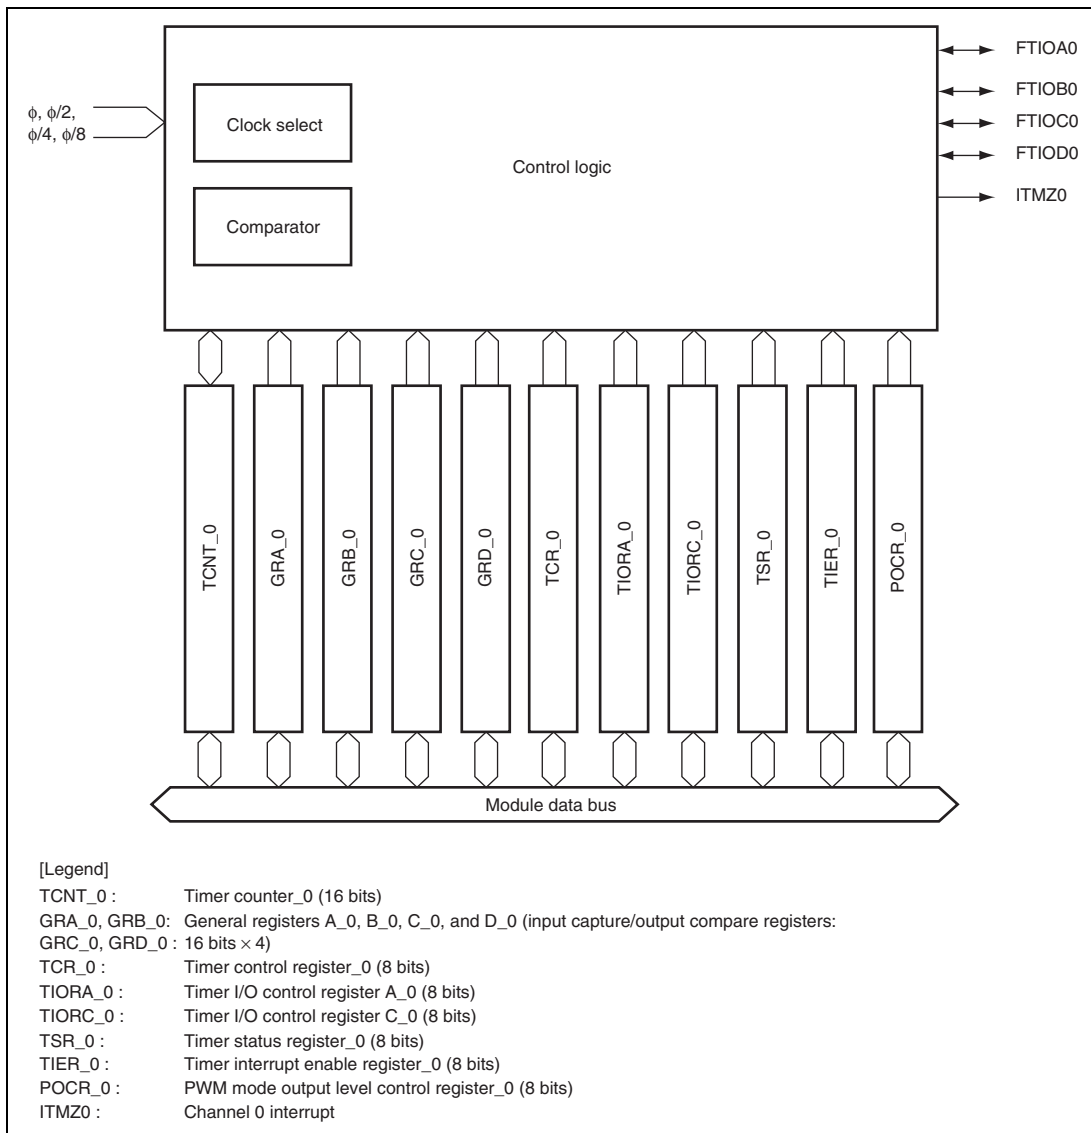 φ, φ/2,
φ/4, φ/8
Clock select
Comparator
Control logic
FTIOA0
FTIOB0
FTIOC0
FTIOD0
ITMZ0
TCNT_0
GRA_0
GRB_0
GRC_0
GRD_0
TCR_0
TIORA_0
TIORC_0
TSR_0
TIER_0
POCR_0
Module data bus
[Legend]
TCNT_0 : Timer counter_0 (16 bits)
GRA_0, GRB_0: General registers A_0, B_0, C_0, and D_0 (input capture/output compare registers:
GRC_0, GRD_0 : 16 bits × 4)
TCR_0 : Timer control register_0 (8 bits)
TIORA_0 : Timer I/O control register A_0 (8 bits)
TIORC_0 : Timer I/O control register C_0 (8 bits)
TSR_0 : Timer status register_0 (8 bits)
TIER_0 : Timer interrupt enable register_0 (8 bits)
POCR_0 : PWM mode output level control register_0 (8 bits)
ITMZ0 : Channel 0 interrupt